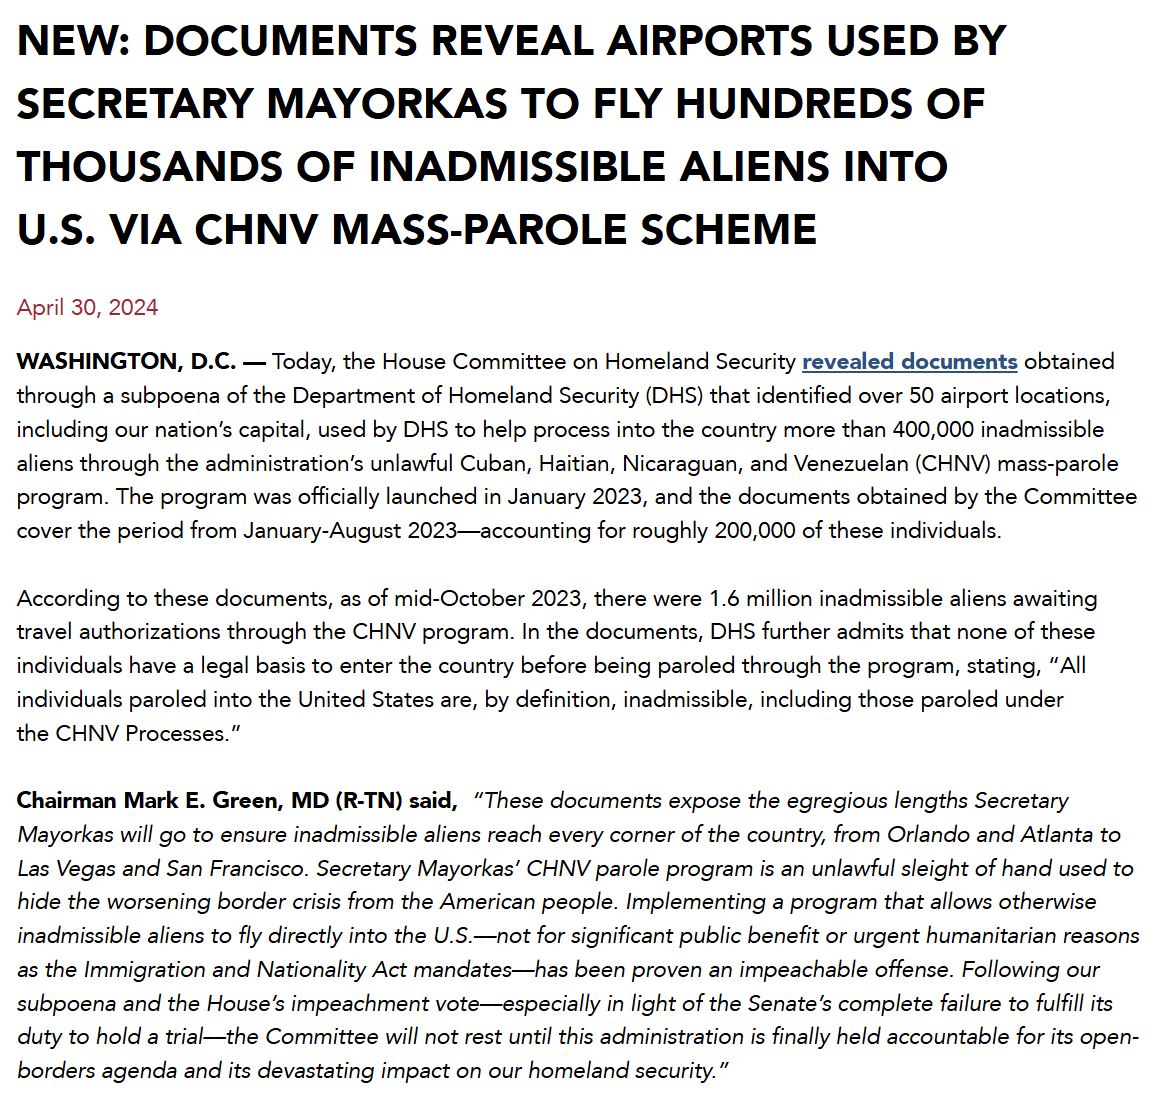 NEW: DOCUMENTS REVEAL AIRPORTS USED BY
SECRETARY MAYORKAS TO FLY HUNDREDS OF
THOUSANDS OF INADMISSIBLE ALIENS INTO
U.S. VIA CHNV MASS-PAROLE SCHEME
April 30, 2024
WASHINGTON, D.C. — Today, the House Committee on Homeland Security revealed documents obtained
through a subpoena of the Department of Homeland Security (DHS) that identified over 50 airport locations,
including our nation’s capital, used by DHS to help process into the country more than 400,000 inadmissible
aliens through the administration’s unlawful Cuban, Haitian, Nicaraguan, and Venezuelan (CHNV) mass-parole
program. The program was officially launched in January 2023, and the documents obtained by the Committee
cover the period from January-August 2023—accounting for roughly 200,000 of these individuals.
According to these documents, as of mid-October 2023, there were 1.6 million inadmissible aliens awaiting
travel authorizations through the CHNV program. In the documents, DHS further admits that none of these
individuals have a legal basis to enter the country before being paroled through the program, stating, “All
individuals paroled into the United States are, by definition, inadmissible, including those paroled under
the CHNV Processes.”
Chairman Mark E. Green, MD (R-TN) said, “These documents expose the egregious lengths Secretary
Mayorkas will go to ensure inadmissible aliens reach every corner of the country, from Orlando and Atlanta to
Las Vegas and San Francisco. Secretary Mayorkas’ CHNV parole program is an unlawful sleight of hand used to
hide the worsening border crisis from the American people. Implementing a program that allows otherwise
inadmissible aliens to fly directly into the U.S.—not for significant public benefit or urgent humanitarian reasons
as the Immigration and Nationality Act mandates—has been proven an impeachable offense. Following our
subpoena and the House’s impeachment vote—especially in light of the Senate’s complete failure to fulfill its
duty to hold a trial—the Committee will not rest until this administration is finally held accountable for its open-
borders agenda and its devastating impact on our homeland security.”